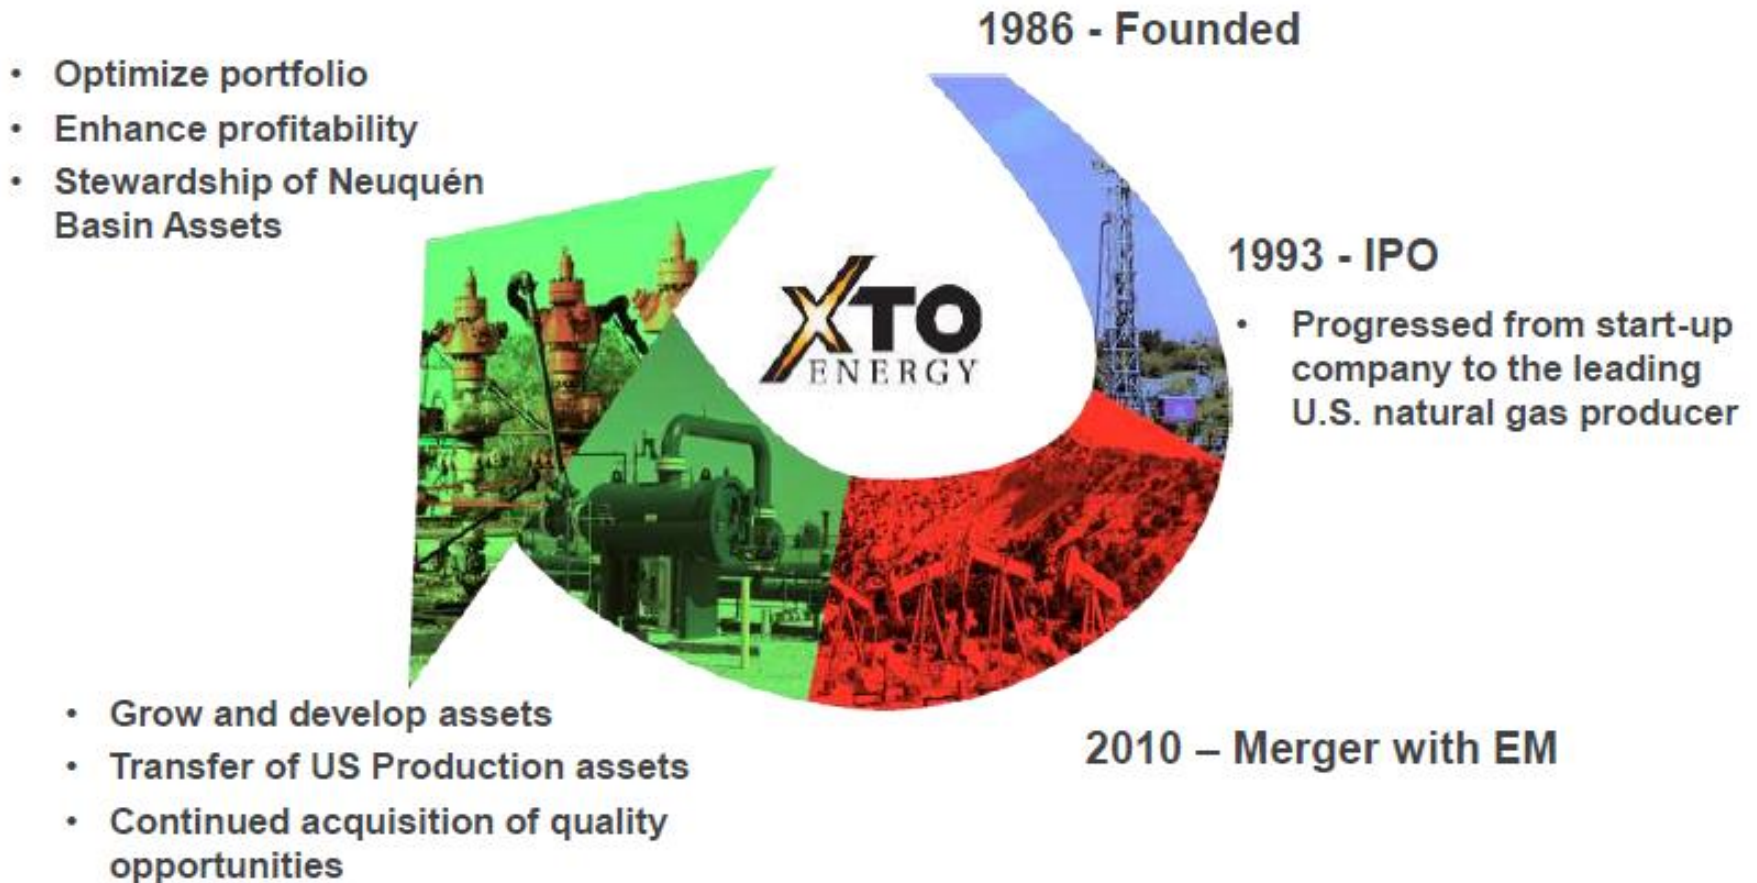 1986 - Founded
• Optimize portfolio
• Enhance profitability
• Stewardship of Neuquén
Basin Assets
XTO
ENERGY
1993 - IPO
• Progressed from start-up
company to the leading
U.S. natural gas producer
2010 – Merger with EM
• Grow and develop assets
• Transfer of US Production assets
• Continued acquisition of quality
opportunities